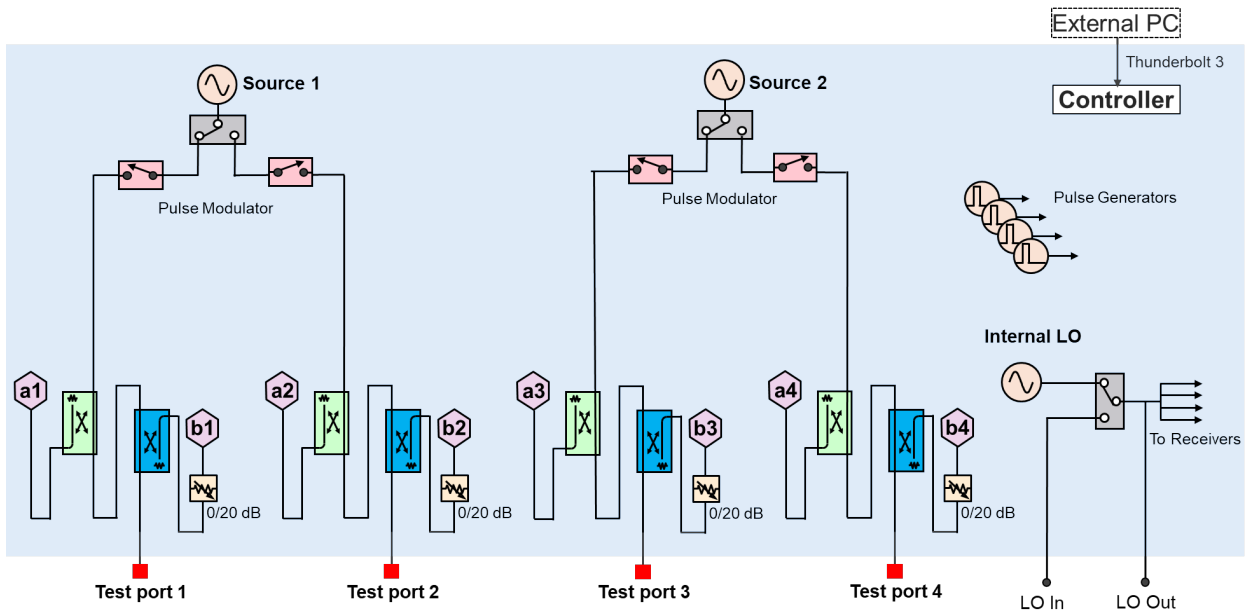 External PC
Thunderbolt 3
Controller
Source 1
Source 2
Pulse Modulator
Pulse Modulator
Pulse Generators
Internal LO
a1
a2
a3
a4
b1
b2
b3
b4
To Receivers
0/20 dB
0/20 dB
0/20 dB
0/20 dB
Test port 1
Test port 2
Test port 3
Test port 4
LO In
LO Out